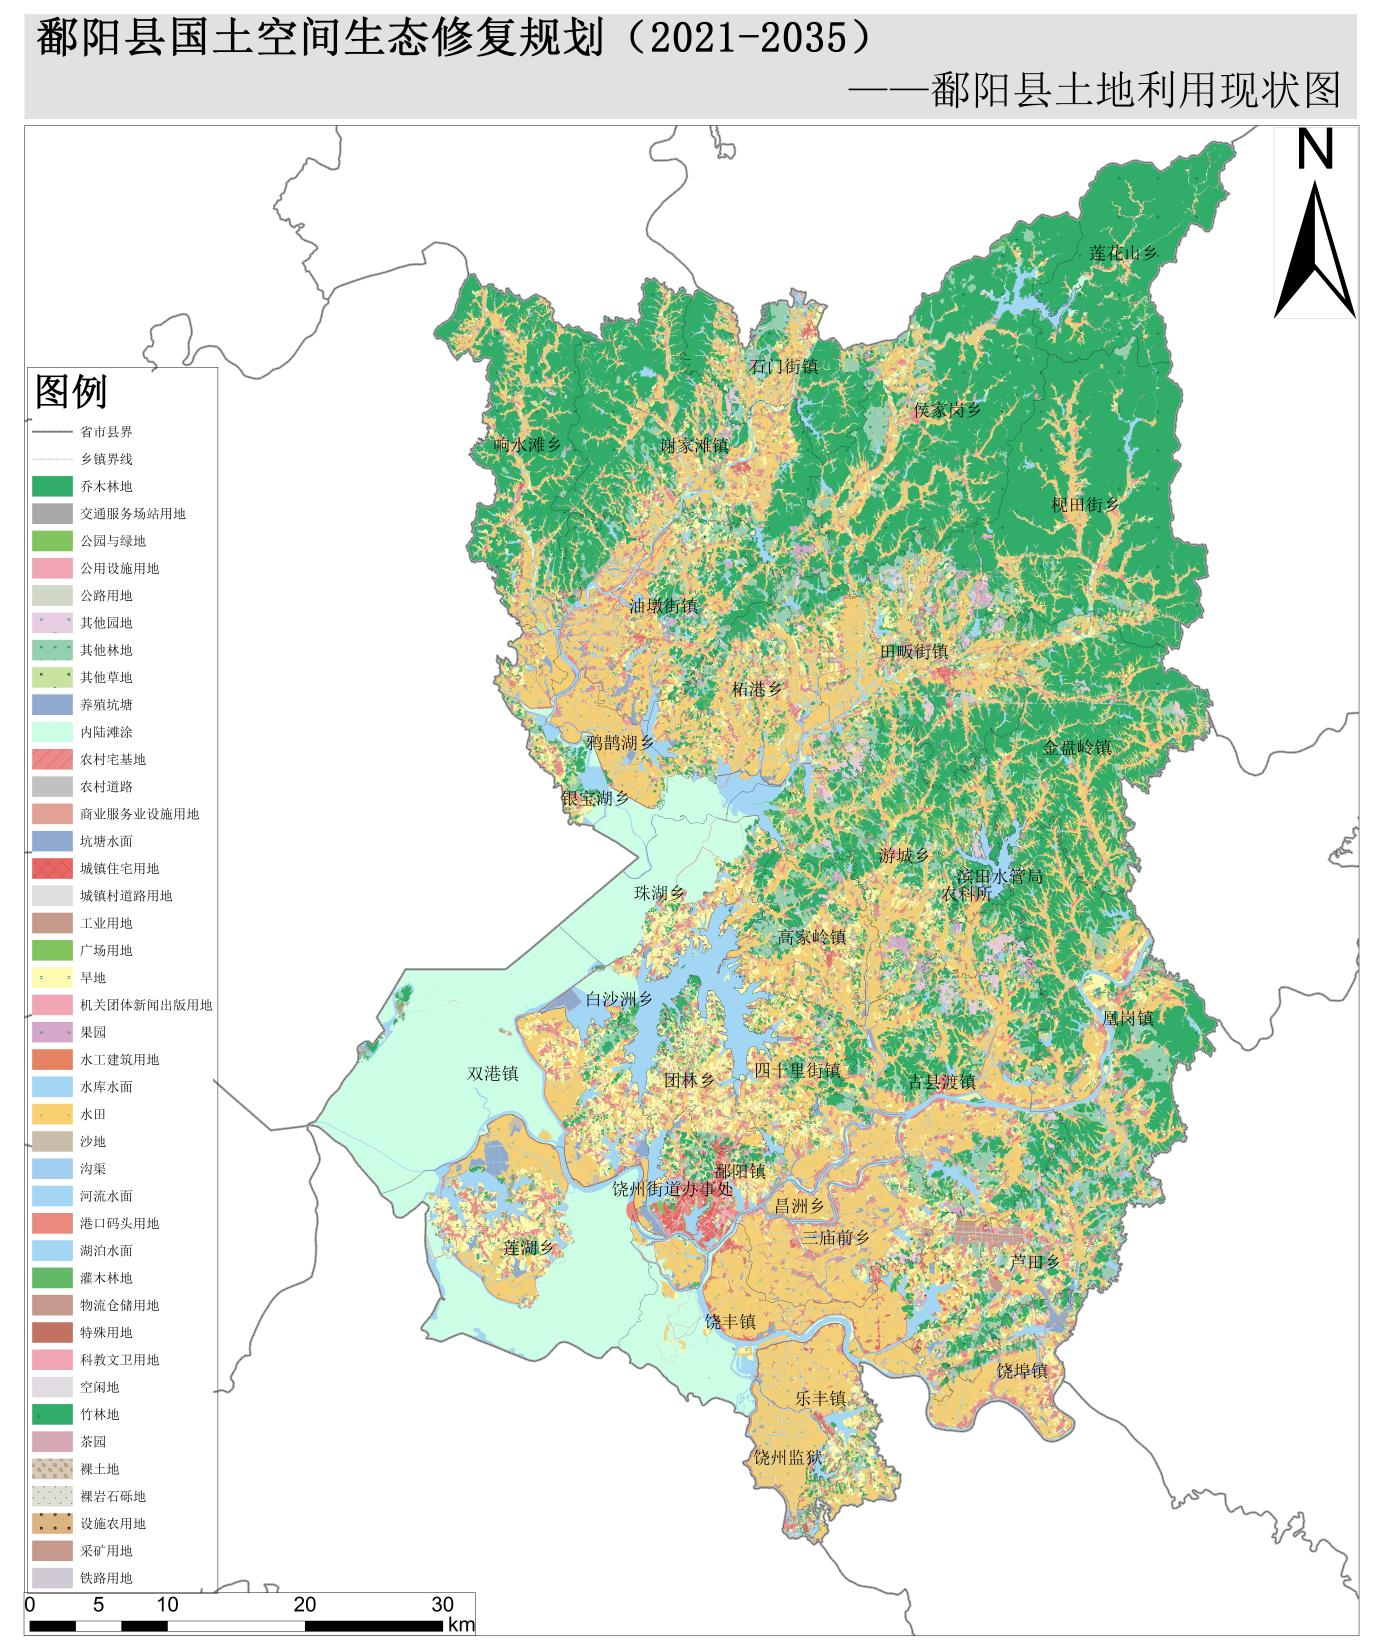 鄱阳县国土空间生态修复规划（2021-2035）
——鄱阳县土地利用现状图
N
莲花山乡
石门街镇
侯家岗乡
响水滩乡
谢家滩镇
枧田街乡
油墩街镇
田畈街镇
柘港乡
鸦鹊湖乡
金盘岭镇
银宝湖乡
游城乡
滨田水管局
农科所
珠湖乡
高家岭镇
白沙洲乡
凰岗镇
双港镇
团林乡
四十里街镇
古县渡镇
鄱阳镇
饶州街道办事处
昌洲乡
三庙前乡
莲湖乡
芦田乡
饶丰镇
饶埠镇
乐丰镇
饶州监狱
图例
省市县界
乡镇界线
乔木林地
交通服务场站用地
公园与绿地
公用设施用地
公路用地
其他园地
其他林地
其他草地
养殖坑塘
内陆滩涂
农村宅基地
农村道路
商业服务业设施用地
坑塘水面
城镇住宅用地
城镇村道路用地
工业用地
广场用地
旱地
机关团体新闻出版用地
果园
水工建筑用地
水库水面
水田
沙地
沟渠
河流水面
港口码头用地
湖泊水面
灌木林地
物流仓储用地
特殊用地
科教文卫用地
空闲地
竹林地
茶园
裸土地
裸岩石砾地
设施农用地
采矿用地
铁路用地
0 5 10 20 30
km